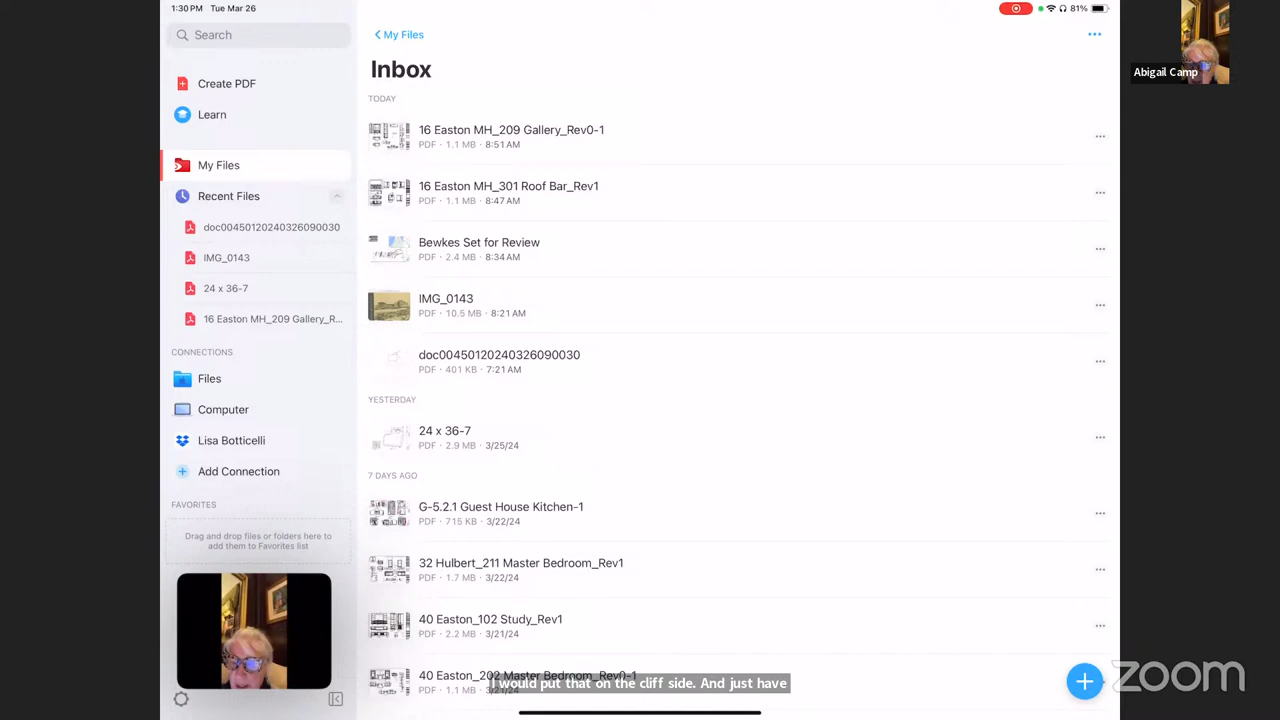 1:30 PM Tue Mar 26
81%
Search
Create PDF
Learn
My Files
Recent Files
doc00450120240326090030
IMG_0143
24 x 36-7
16 Easton MH_209 Gallery_R...
CONNECTIONS
Files
Computer
Lisa Botticelli
Add Connection
FAVORITES
Drag and drop files or folders here to
add them to Favorites list
My Files
Inbox
TODAY
16 Easton MH_209 Gallery_Rev0-1
PDF · 1.1 MB · 8:51 AM
16 Easton MH_301 Roof Bar_Rev1
PDF · 1.1 MB · 8:47 AM
Bewkes Set for Review
PDF · 2.4 MB · 8:34 AM
IMG_0143
PDF · 10.5 MB · 8:21 AM
doc00450120240326090030
PDF · 401 KB · 7:21 AM
YESTERDAY
24 x 36-7
PDF · 2.9 MB · 3/25/24
7 DAYS AGO
G-5.2.1 Guest House Kitchen-1
PDF · 715 KB · 3/22/24
32 Hulbert_211 Master Bedroom_Rev1
PDF · 1.7 MB · 3/22/24
40 Easton_102 Study_Rev1
PDF · 2.2 MB · 3/21/24
40 Easton_202 Master Bedroom_Rev0-1
PDF · 1.1 MB · 3/21/24
I would put that on the cliff side. And just have
Abigail Camp
zoom